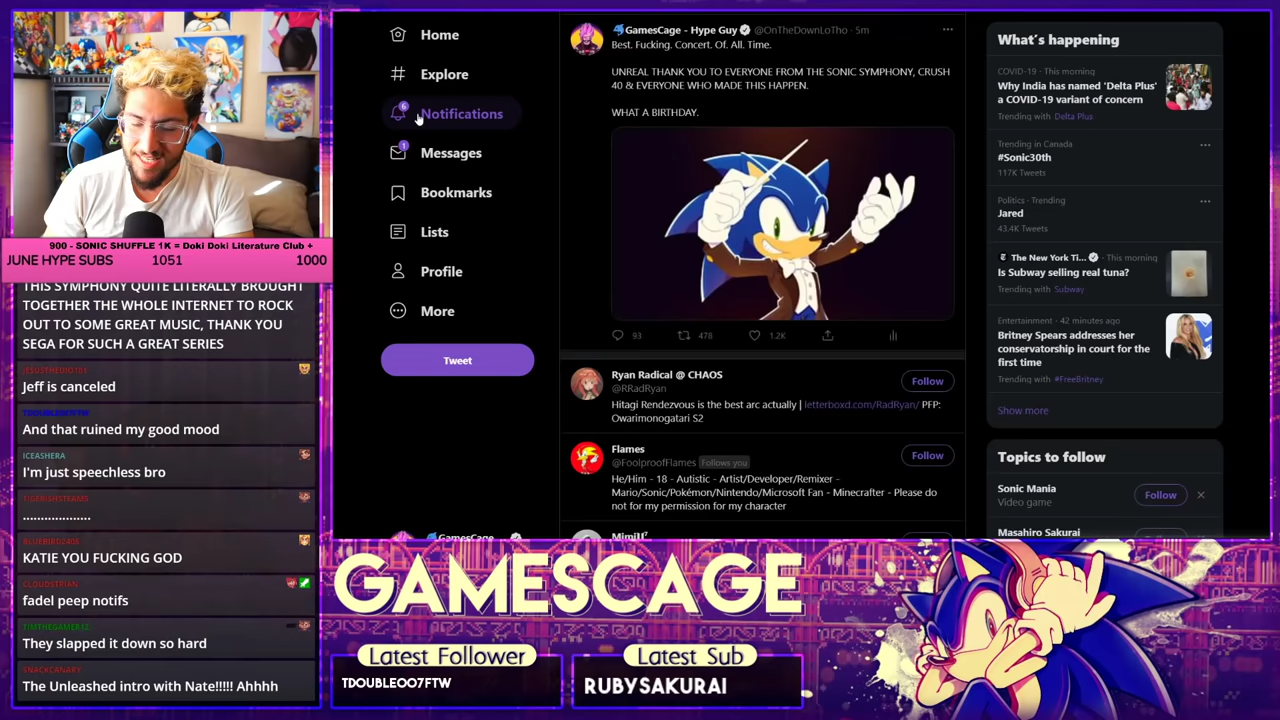 900 - SONIC SHUFFLE 1K = Doki Doki Literature Club +
JUNE HYPE SUBS 1051 1000
THIS SYMPHONY QUITE LITERALLY BROUGHT
TOGETHER THE WHOLE INTERNET TO ROCK
OUT TO SOME GREAT MUSIC, THANK YOU
SEGA FOR SUCH A GREAT SERIES
Jeff is canceled
And that ruined my good mood
ICEASHERA
I'm just speechless bro
TIGERISHTEAMS
...................
BLUEBIRD2405
KATIE YOU FUCKING GOD
CLOUDSTRIAN
fadel peep notifs
They slapped it down so hard
SNACKCANARY
The Unleashed intro with Nate!!!!! Ahhhh
Home
Explore
6
Notifications
1
Messages
Bookmarks
Lists
Profile
More
Tweet
GamesCage
GamesCage - Hype Guy @OnTheDownLoTho · 5m
Best. Fucking. Concert. Of. All. Time.
UNREAL THANK YOU TO EVERYONE FROM THE SONIC SYMPHONY, CRUSH
40 & EVERYONE WHO MADE THIS HAPPEN.
WHAT A BIRTHDAY.
93 478 1.2K
Ryan Radical @ CHAOS
@RRadRyan
Follow
Hitagi Rendezvous is the best arc actually | letterboxd.com/RadRyan/ PFP:
Owarimonogatari S2
Flames
@FoolproofFlames Follows you
Follow
He/Him - 18 - Autistic - Artist/Developer/Remixer -
Mario/Sonic/Pokémon/Nintendo/Microsoft Fan - Minecrafter - Please do
not for my permission for my character
What's happening
COVID-19 · This morning
Why India has named 'Delta Plus'
a COVID-19 variant of concern
Trending with Delta Plus
Trending in Canada
#Sonic30th
117K Tweets
Politics · Trending
Jared
43.4K Tweets
The New York Ti... · This morning
Is Subway selling real tuna?
Trending with Subway
Entertainment · 42 minutes ago
Britney Spears addresses her
conservatorship in court for the
first time
Trending with #FreeBritney
Show more
Topics to follow
Sonic Mania
Video game
Follow
Masahiro Sakurai
GAMESCAGE
Latest Follower
TDOUBLE007FTW
Latest Sub
RUBYSAKURAI